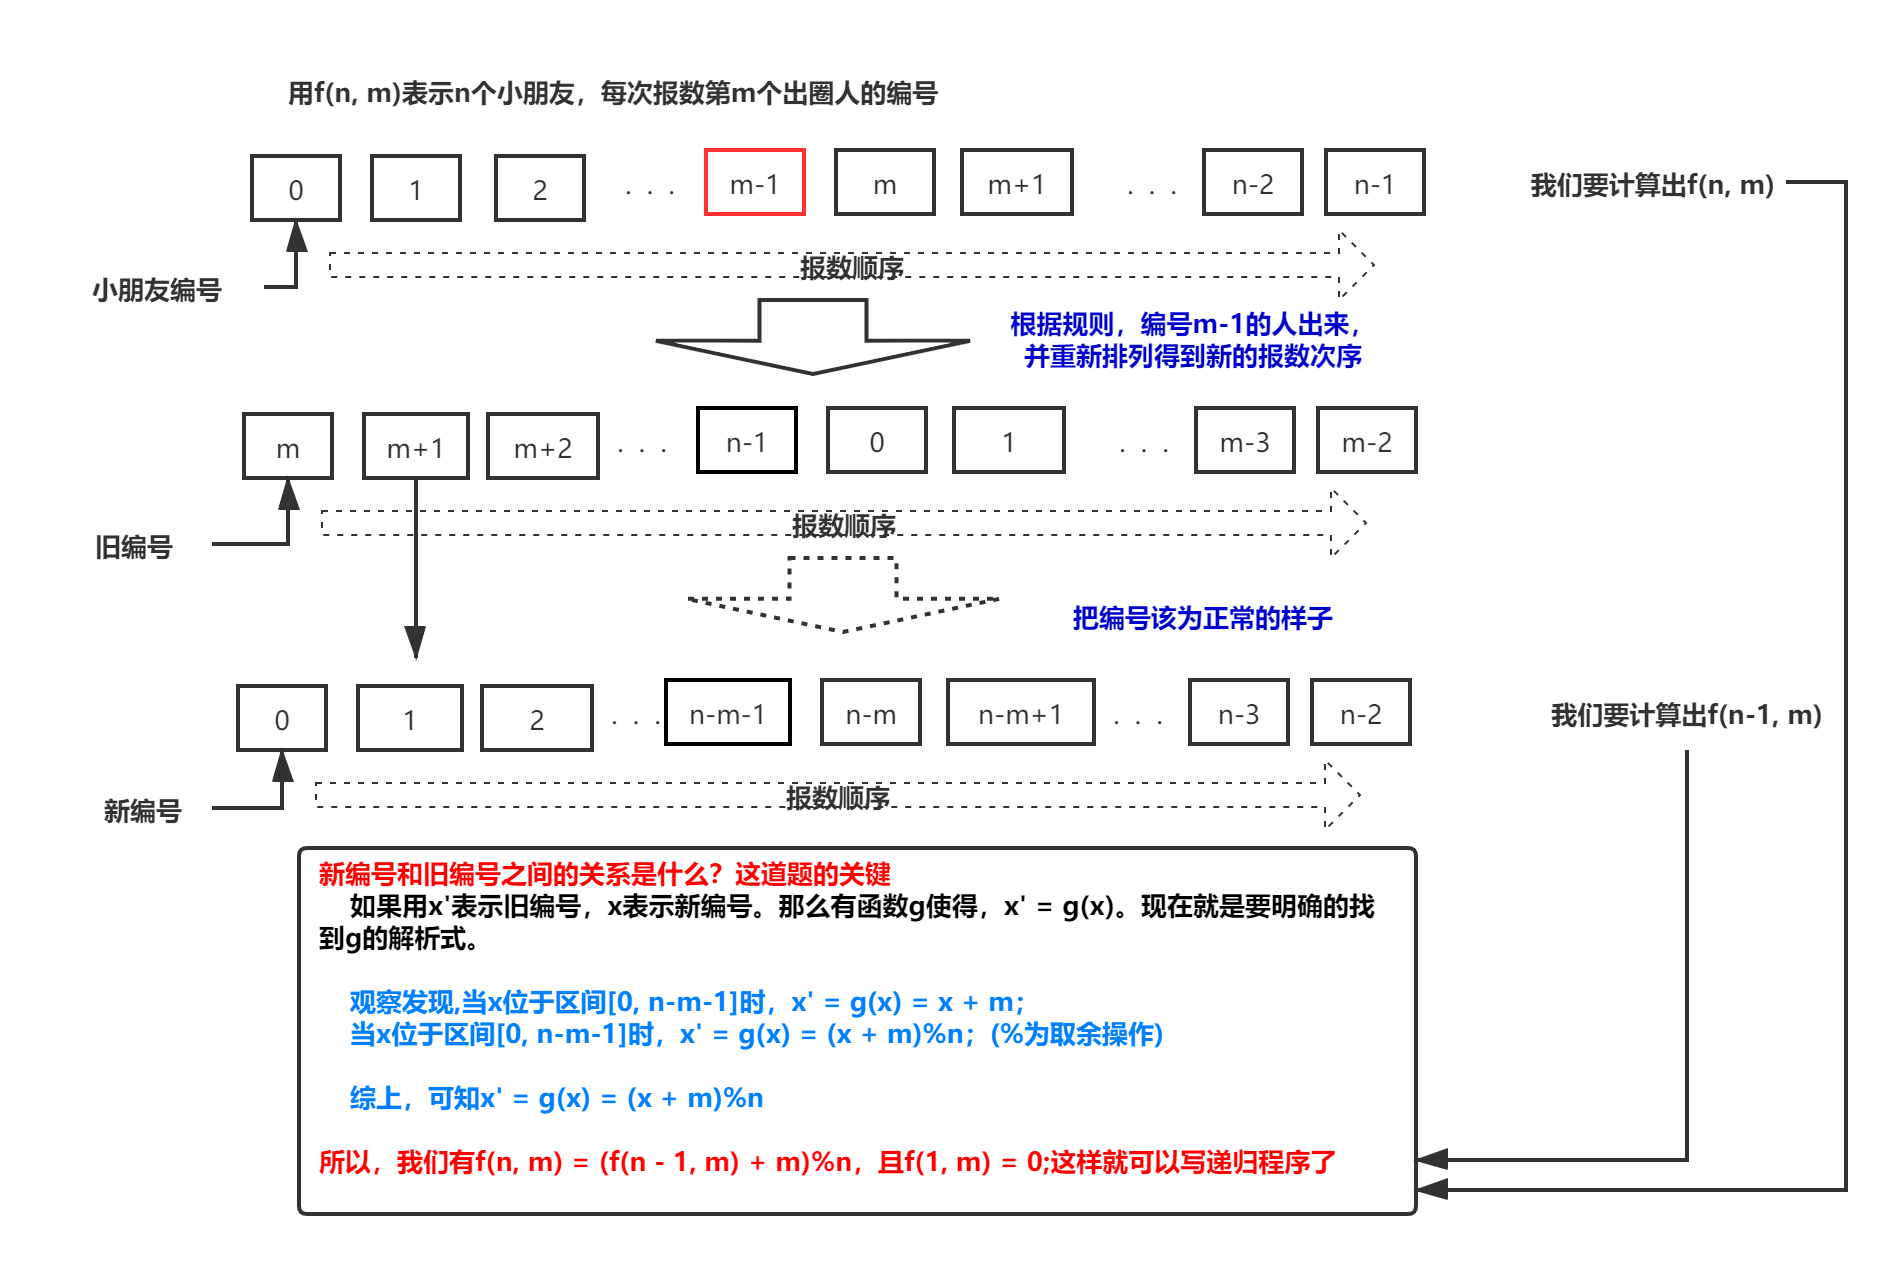 用f(n, m)表示n个小朋友，每次报数第m个出圈人的编号
0 1 2 . . . m-1 m m+1 . . . n-2 n-1
我们要计算出f(n, m)
报数顺序
小朋友编号
根据规则，编号m-1的人出来，
并重新排列得到新的报数次序
m m+1 m+2 . . . n-1 0 1 . . . m-3 m-2
报数顺序
旧编号
把编号该为正常的样子
0 1 2 . . . n-m-1 n-m n-m+1 . . . n-3 n-2
我们要计算出f(n-1, m)
报数顺序
新编号
新编号和旧编号之间的关系是什么？这道题的关键
如果用x'表示旧编号，x表示新编号。那么有函数g使得，x' = g(x)。现在就是要明确的找
到g的解析式。
观察发现,当x位于区间[0, n-m-1]时，x' = g(x) = x + m；
当x位于区间[0, n-m-1]时，x' = g(x) = (x + m)%n；(%为取余操作)
综上，可知x' = g(x) = (x + m)%n
所以，我们有f(n, m) = (f(n - 1, m) + m)%n，且f(1, m) = 0;这样就可以写递归程序了